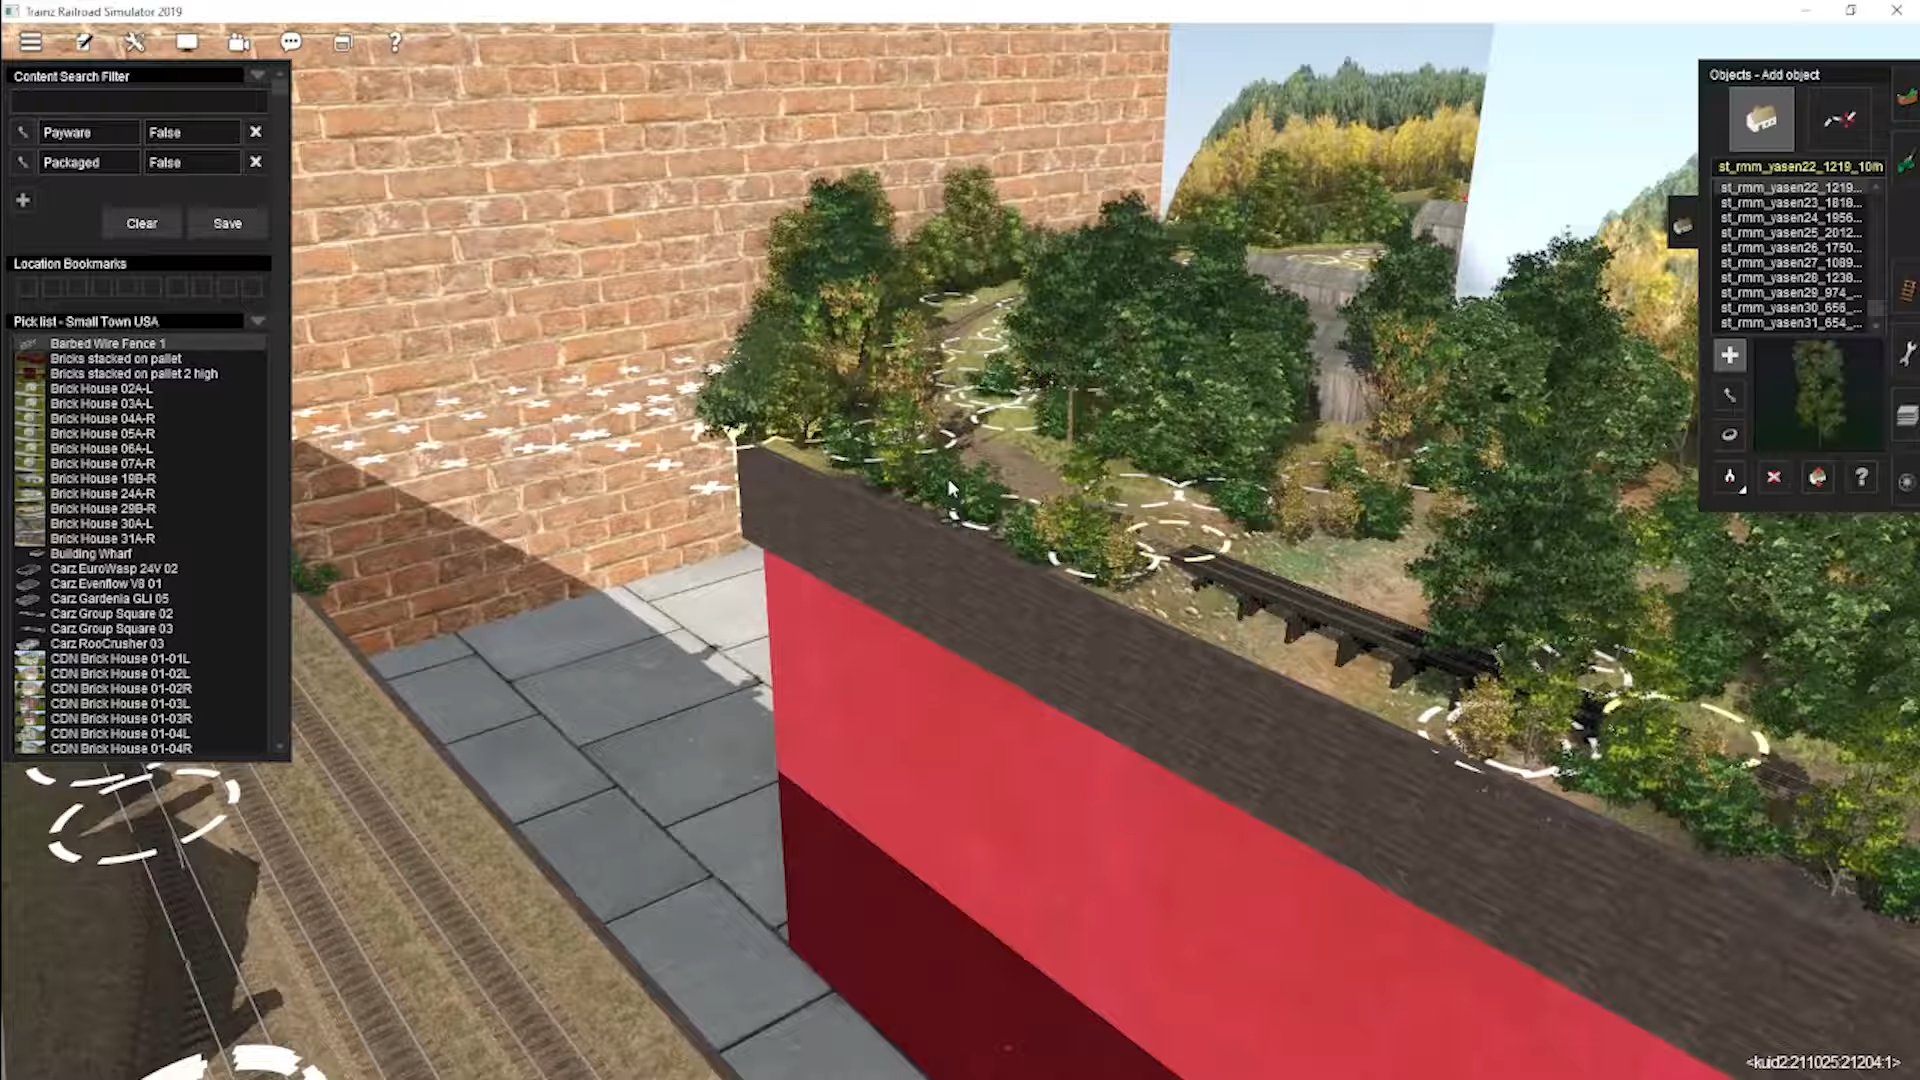 Trainz Railroad Simulator 2019
?
Content Search Filter
Payware False
Packaged False
Clear Save
Location Bookmarks
Pick list - Small Town USA
Barbed Wire Fence 1
Bricks stacked on pallet
Bricks stacked on pallet 2 high
Brick House 02A-L
Brick House 03A-L
Brick House 04A-R
Brick House 05A-R
Brick House 06A-L
Brick House 07A-R
Brick House 19B-R
Brick House 24A-R
Brick House 29B-R
Brick House 30A-L
Brick House 31A-R
Building Wharf
Carz EuroWasp 24V 02
Carz Evenflow V8 01
Carz Gardenia GLI 05
Carz Group Square 02
Carz Group Square 03
Carz RooCrusher 03
CDN Brick House 01-01L
CDN Brick House 01-02L
CDN Brick House 01-02R
CDN Brick House 01-03L
CDN Brick House 01-03R
CDN Brick House 01-04L
CDN Brick House 01-04R
Objects - Add object
st_rmm_yasen22_1219_10m
st_rmm_yasen22_1219...
st_rmm_yasen23_1818...
st_rmm_yasen24_1956...
st_rmm_yasen25_2012...
st_rmm_yasen26_1750...
st_rmm_yasen27_1089...
st_rmm_yasen28_1238...
st_rmm_yasen29_974_...
st_rmm_yasen30_656_...
st_rmm_yasen31_654_...
?
<kuid2:211025:21204:1>